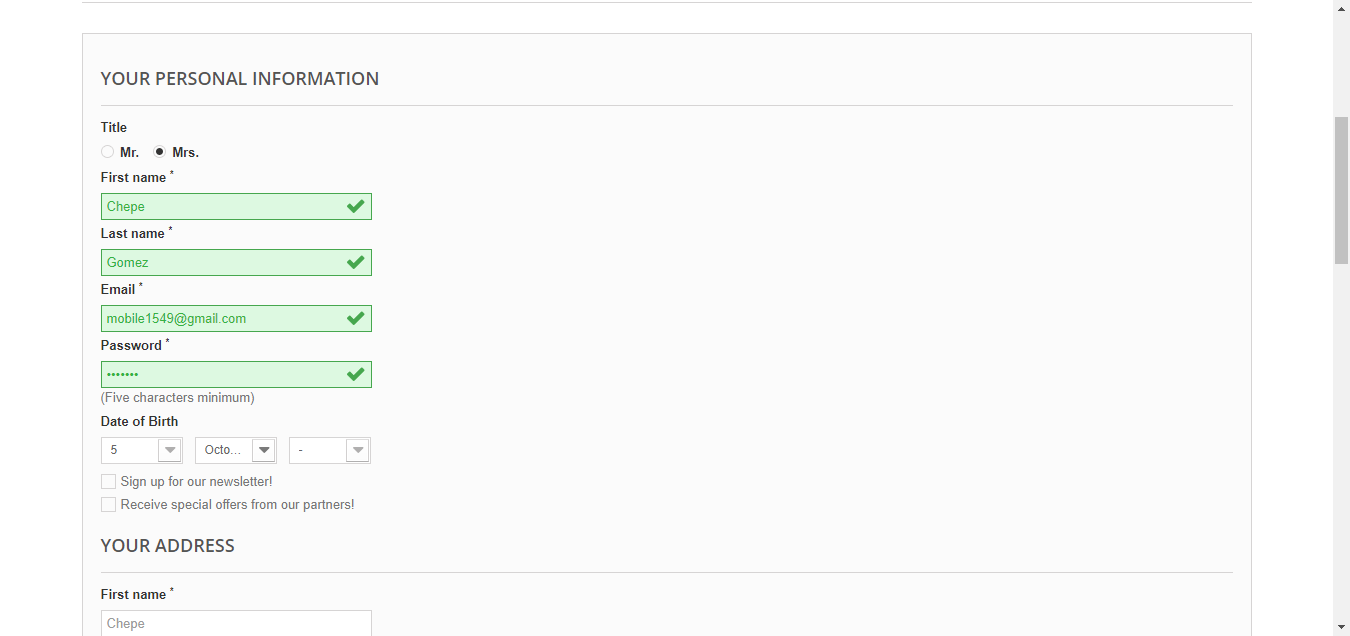 YOUR PERSONAL INFORMATION
Title
Mr. Mrs.
First name *
Chepe
Last name *
Gomez
Email *
mobile1549@gmail.com
Password *
•••••••
(Five characters minimum)
Date of Birth
5 Octo... -
Sign up for our newsletter!
Receive special offers from our partners!
YOUR ADDRESS
First name *
Chepe